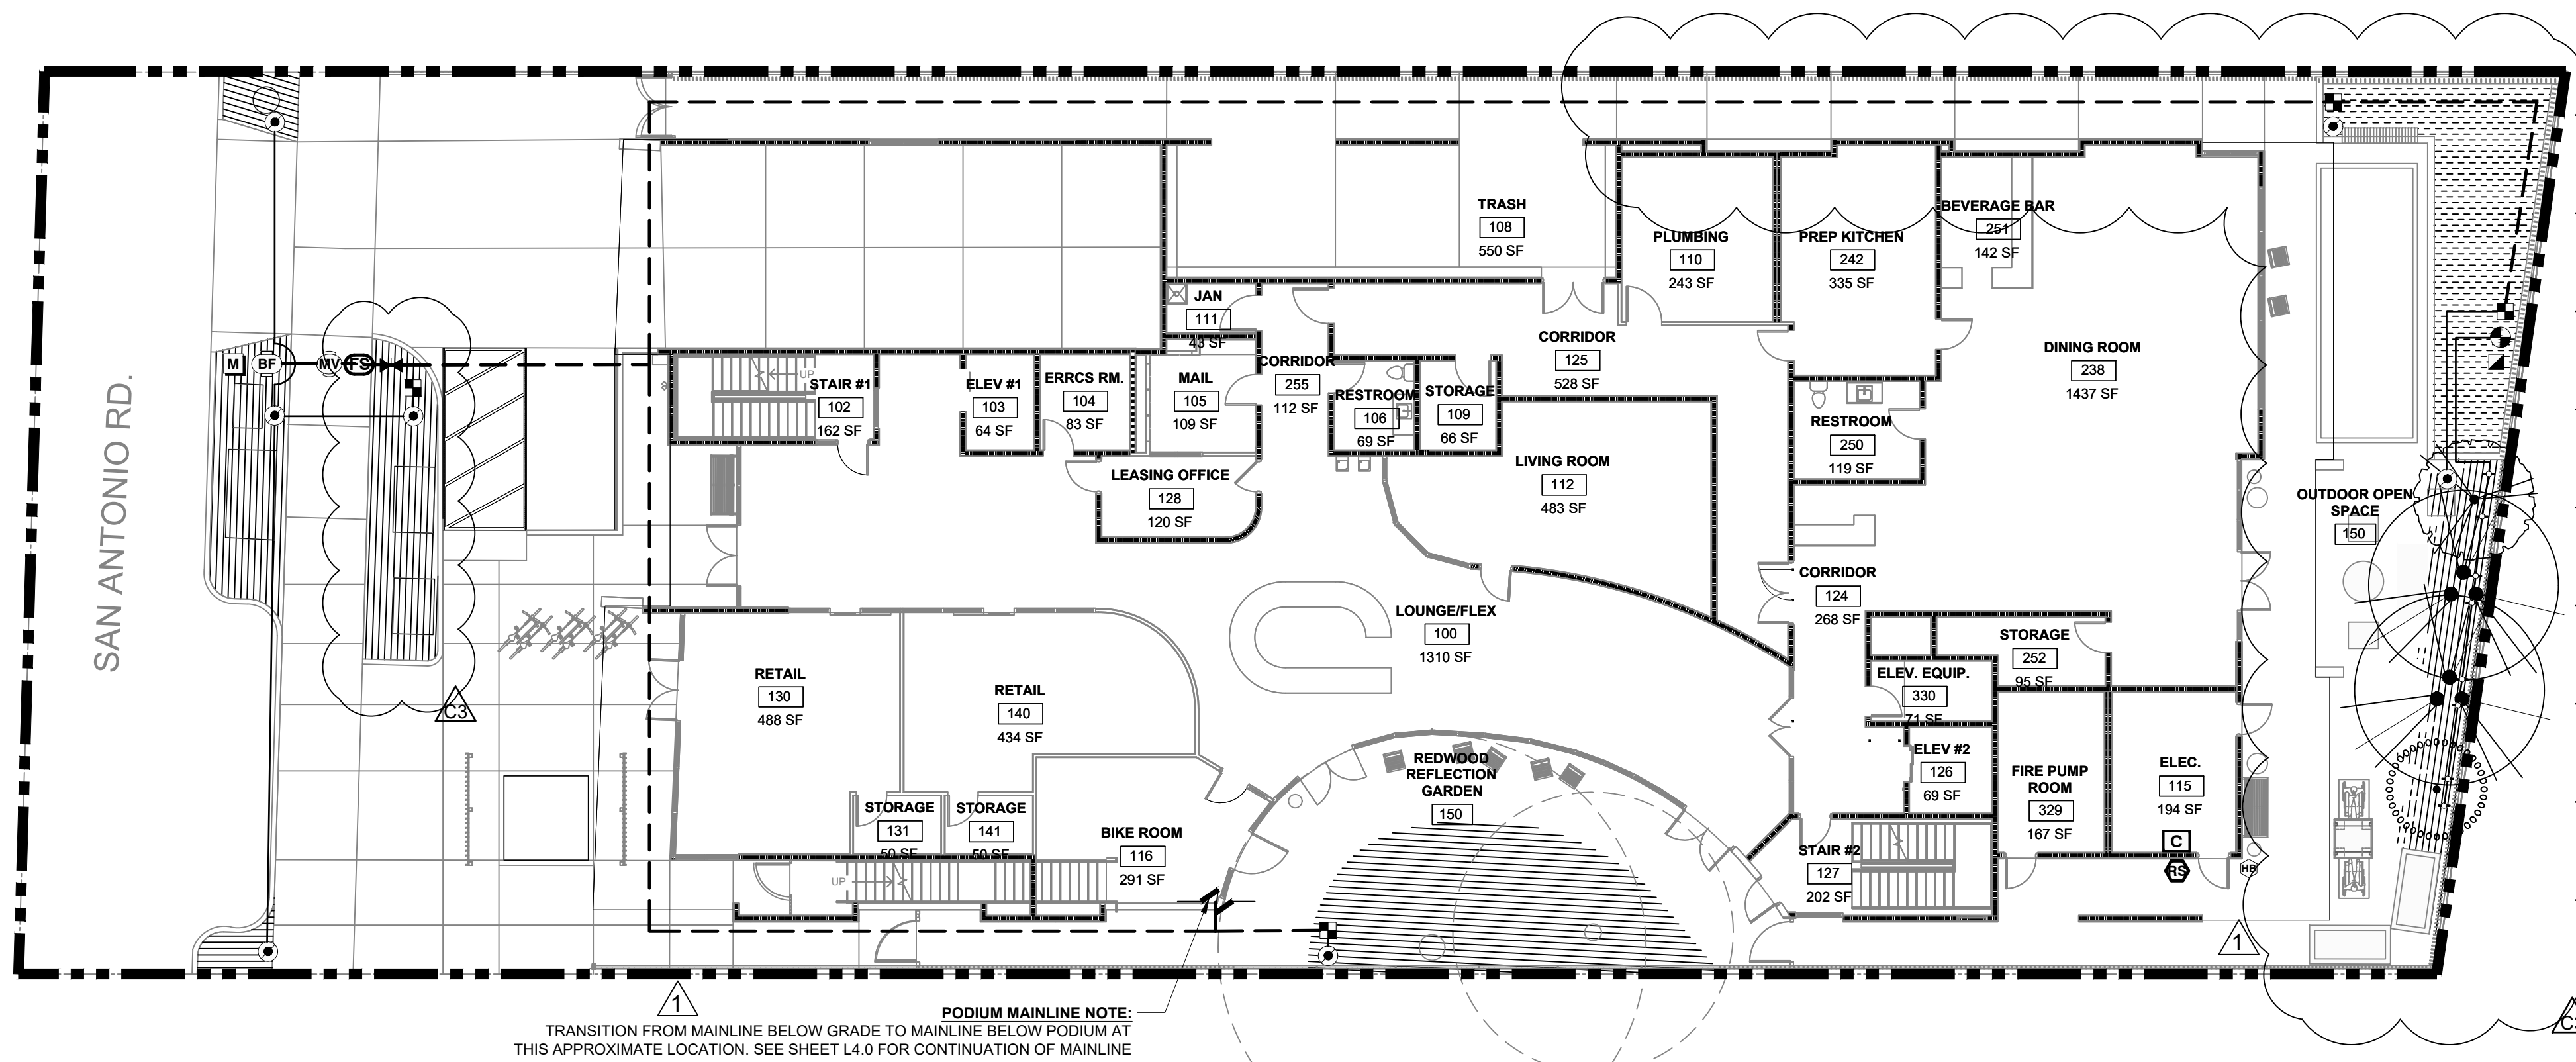 SAN ANTONIO RD.
M
BF
MV
FS
C3
TRASH
108
550 SF
PLUMBING
110
243 SF
PREP KITCHEN
242
335 SF
BEVERAGE BAR
251
142 SF
JAN
111
43 SF
CORRIDOR
255
112 SF
CORRIDOR
125
528 SF
DINING ROOM
238
1437 SF
UP
STAIR #1
102
162 SF
ELEV #1
103
64 SF
ERRCS RM.
104
83 SF
MAIL
105
109 SF
RESTROOM
106
69 SF
STORAGE
109
66 SF
RESTROOM
250
119 SF
LEASING OFFICE
128
120 SF
LIVING ROOM
112
483 SF
OUTDOOR OPEN
SPACE
150
CORRIDOR
124
268 SF
LOUNGE/FLEX
100
1310 SF
STORAGE
252
95 SF
RETAIL
130
488 SF
RETAIL
140
434 SF
ELEV. EQUIP.
330
71 SF
ELEV #2
126
69 SF
FIRE PUMP
ROOM
329
167 SF
ELEC.
115
194 SF
C
RS
HB
REDWOOD
REFLECTION
GARDEN
150
STORAGE
131
50 SF
STORAGE
141
50 SF
BIKE ROOM
116
291 SF
UP
STAIR #2
127
202 SF
1
1
PODIUM MAINLINE NOTE:
TRANSITION FROM MAINLINE BELOW GRADE TO MAINLINE BELOW PODIUM AT
THIS APPROXIMATE LOCATION. SEE SHEET L4.0 FOR CONTINUATION OF MAINLINE